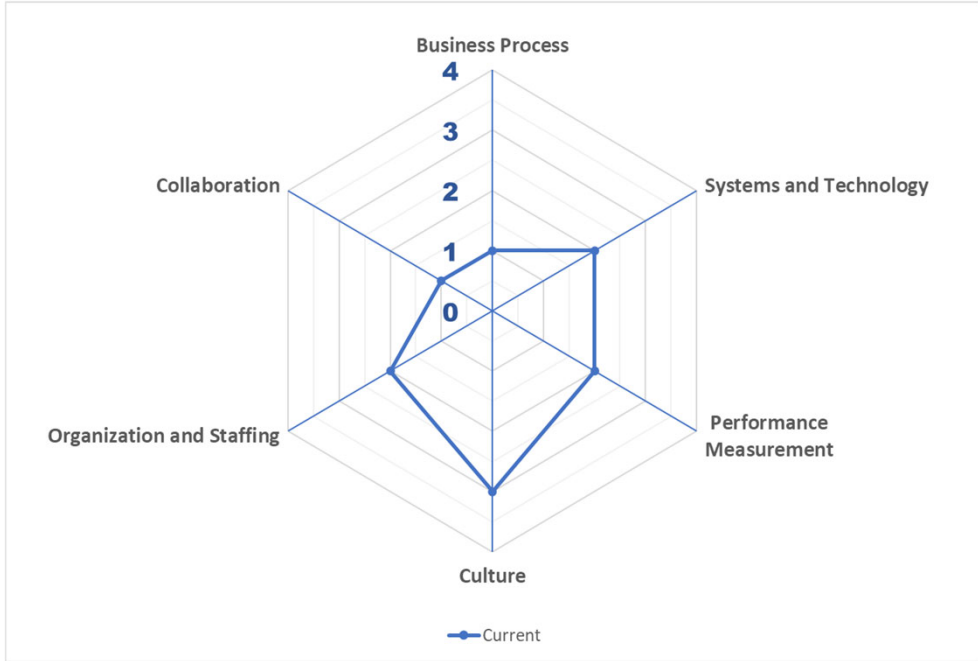 Business Process
4
3
2
1
0
Collaboration
Systems and Technology
Organization and Staffing
Performance
Measurement
Culture
Current